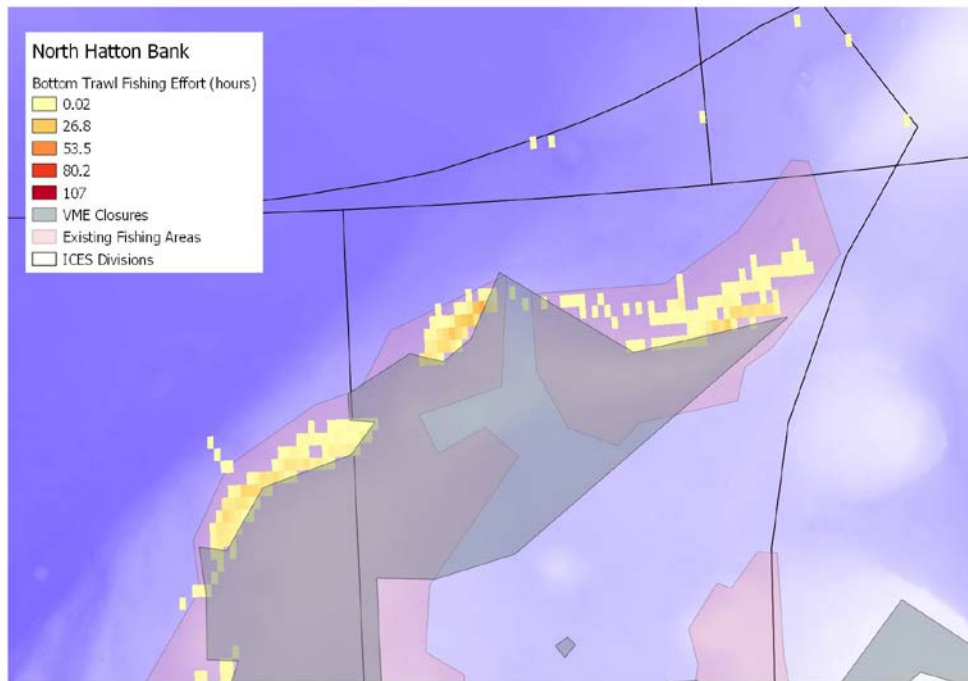 North Hatton Bank
Bottom Trawl Fishing Effort (hours)
0.02
26.8
53.5
80.2
107
VME Closures
Existing Fishing Areas
ICES Divisions